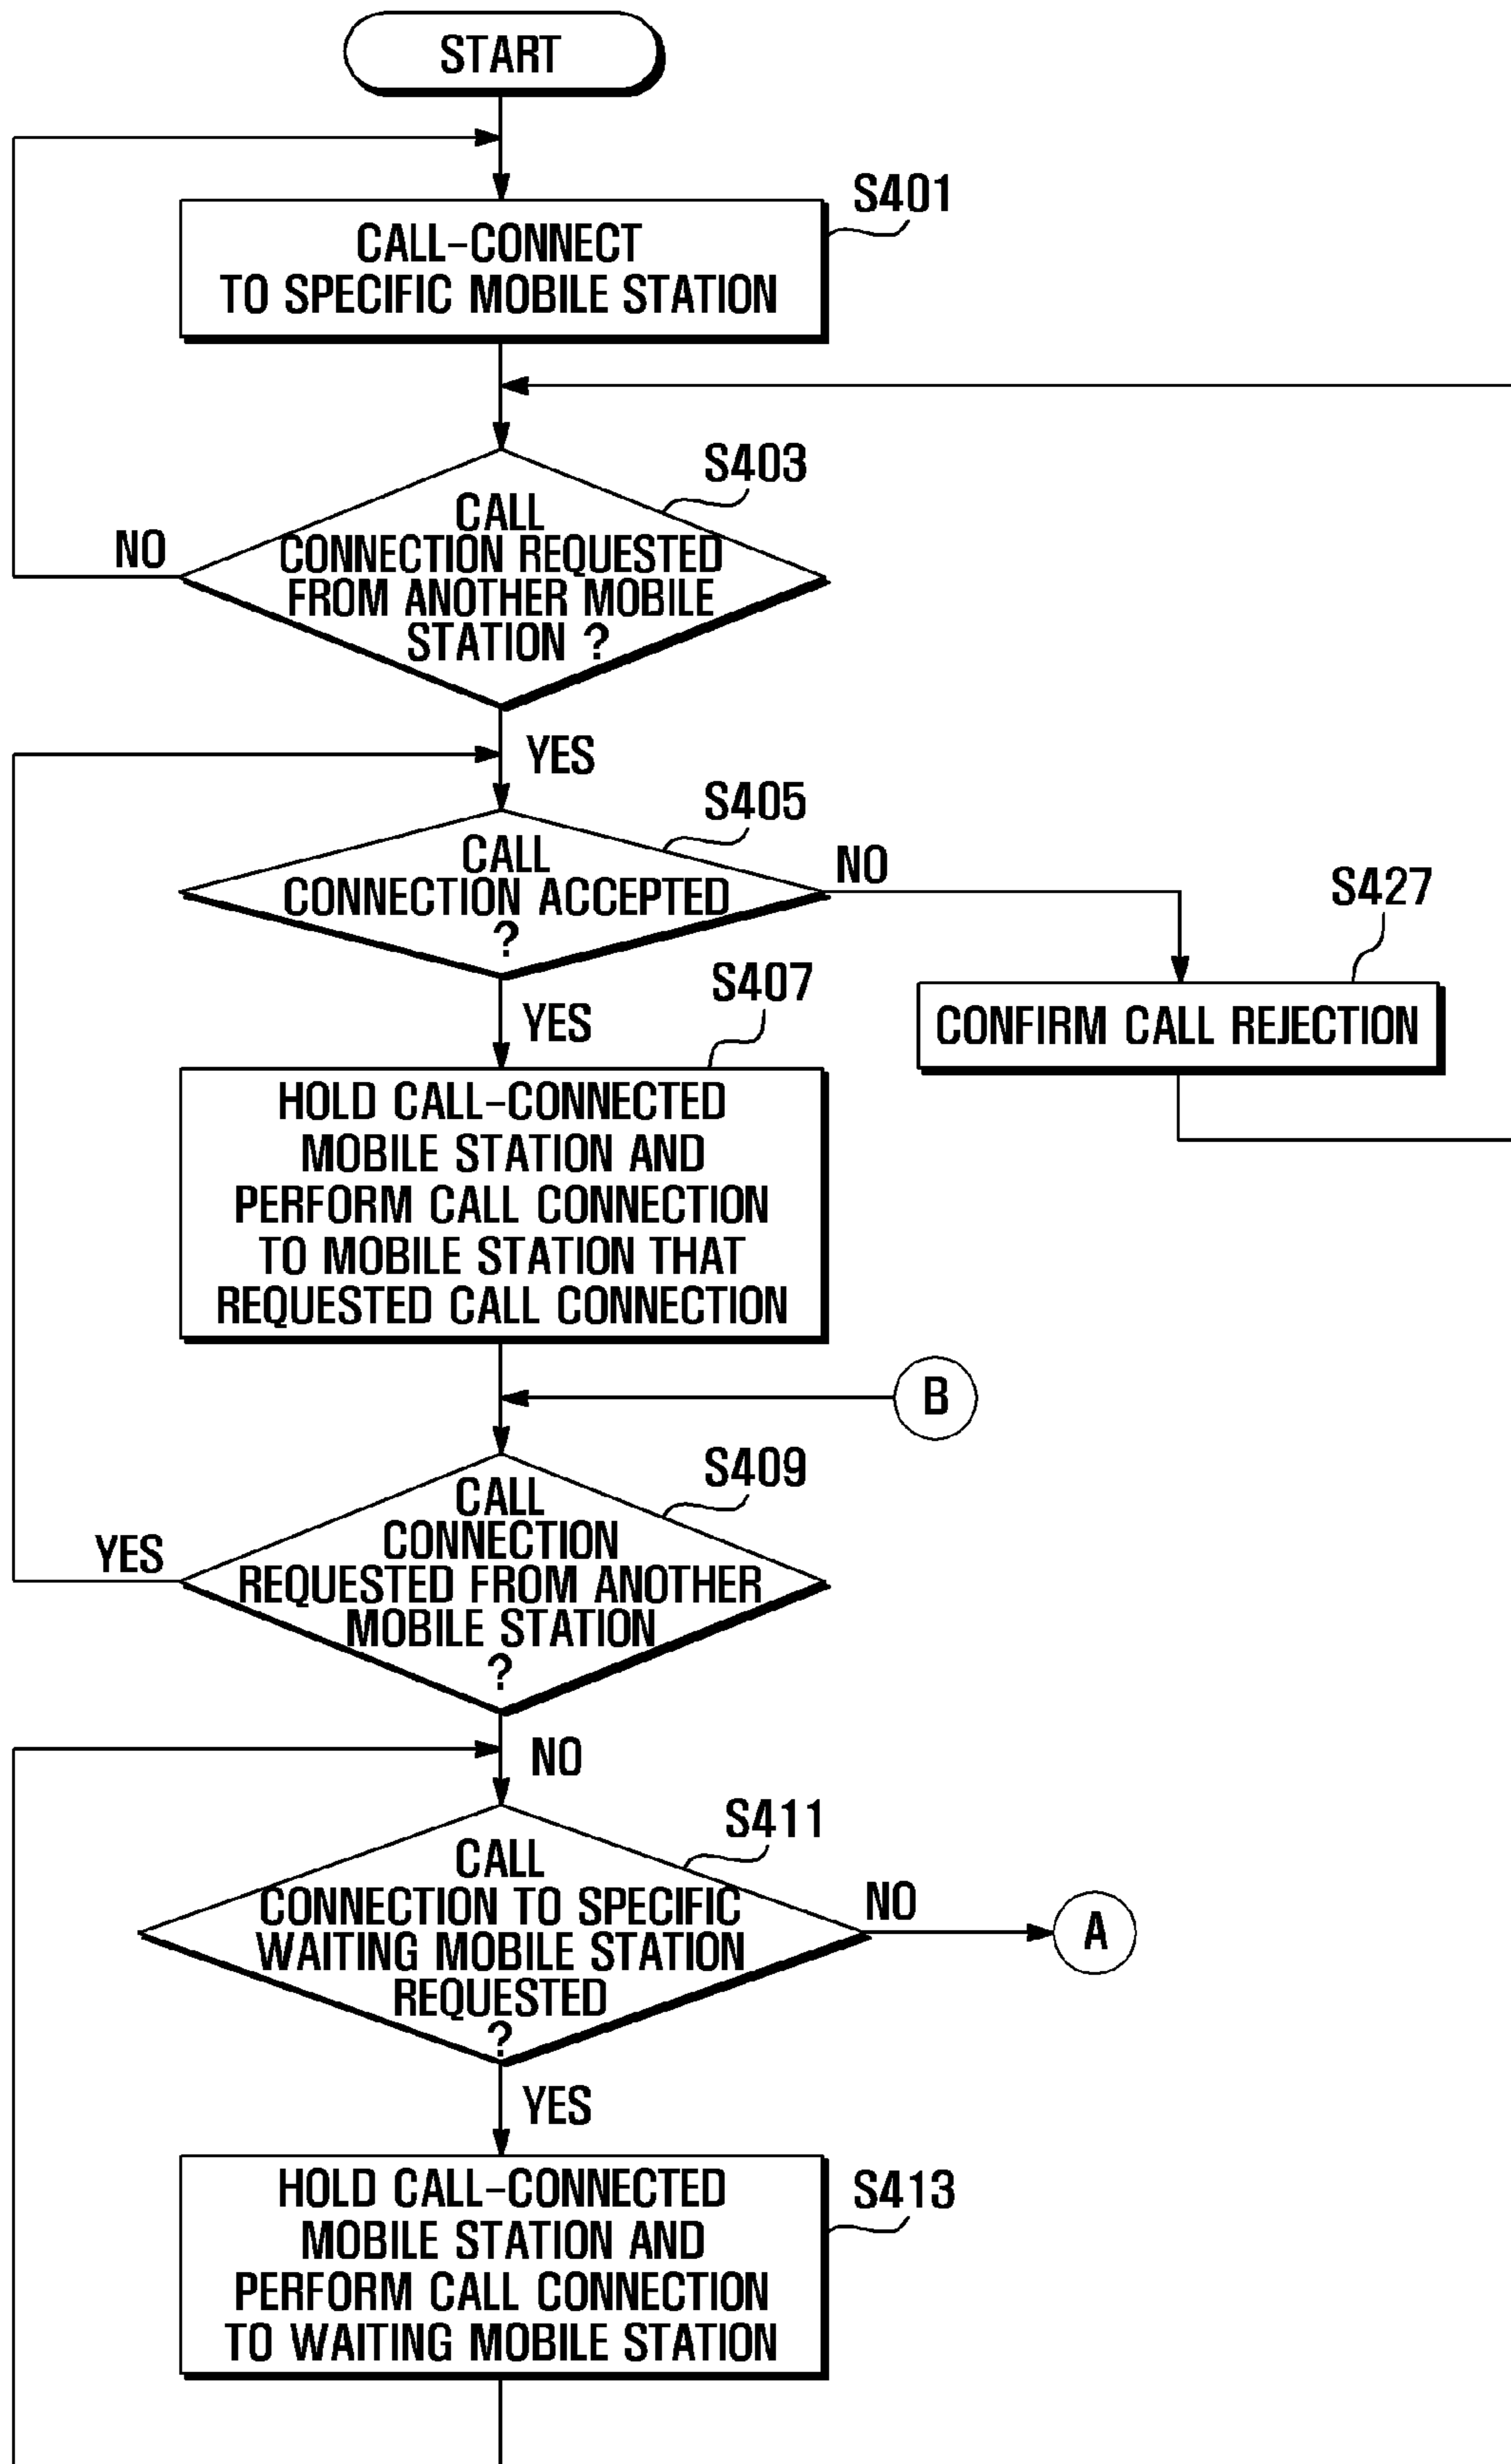 START
S401
CALL-CONNECT
TO SPECIFIC MOBILE STATION
S403
CALL
CONNECTION REQUESTED
FROM ANOTHER MOBILE
STATION ?
NO
YES
S405
CALL
CONNECTION ACCEPTED
?
NO
S427
CONFIRM CALL REJECTION
YES
S407
HOLD CALL-CONNECTED
MOBILE STATION AND
PERFORM CALL CONNECTION
TO MOBILE STATION THAT
REQUESTED CALL CONNECTION
B
S409
CALL
CONNECTION
REQUESTED FROM ANOTHER
MOBILE STATION
?
YES
NO
S411
CALL
CONNECTION TO SPECIFIC
WAITING MOBILE STATION
REQUESTED
?
NO
A
YES
S413
HOLD CALL-CONNECTED
MOBILE STATION AND
PERFORM CALL CONNECTION
TO WAITING MOBILE STATION